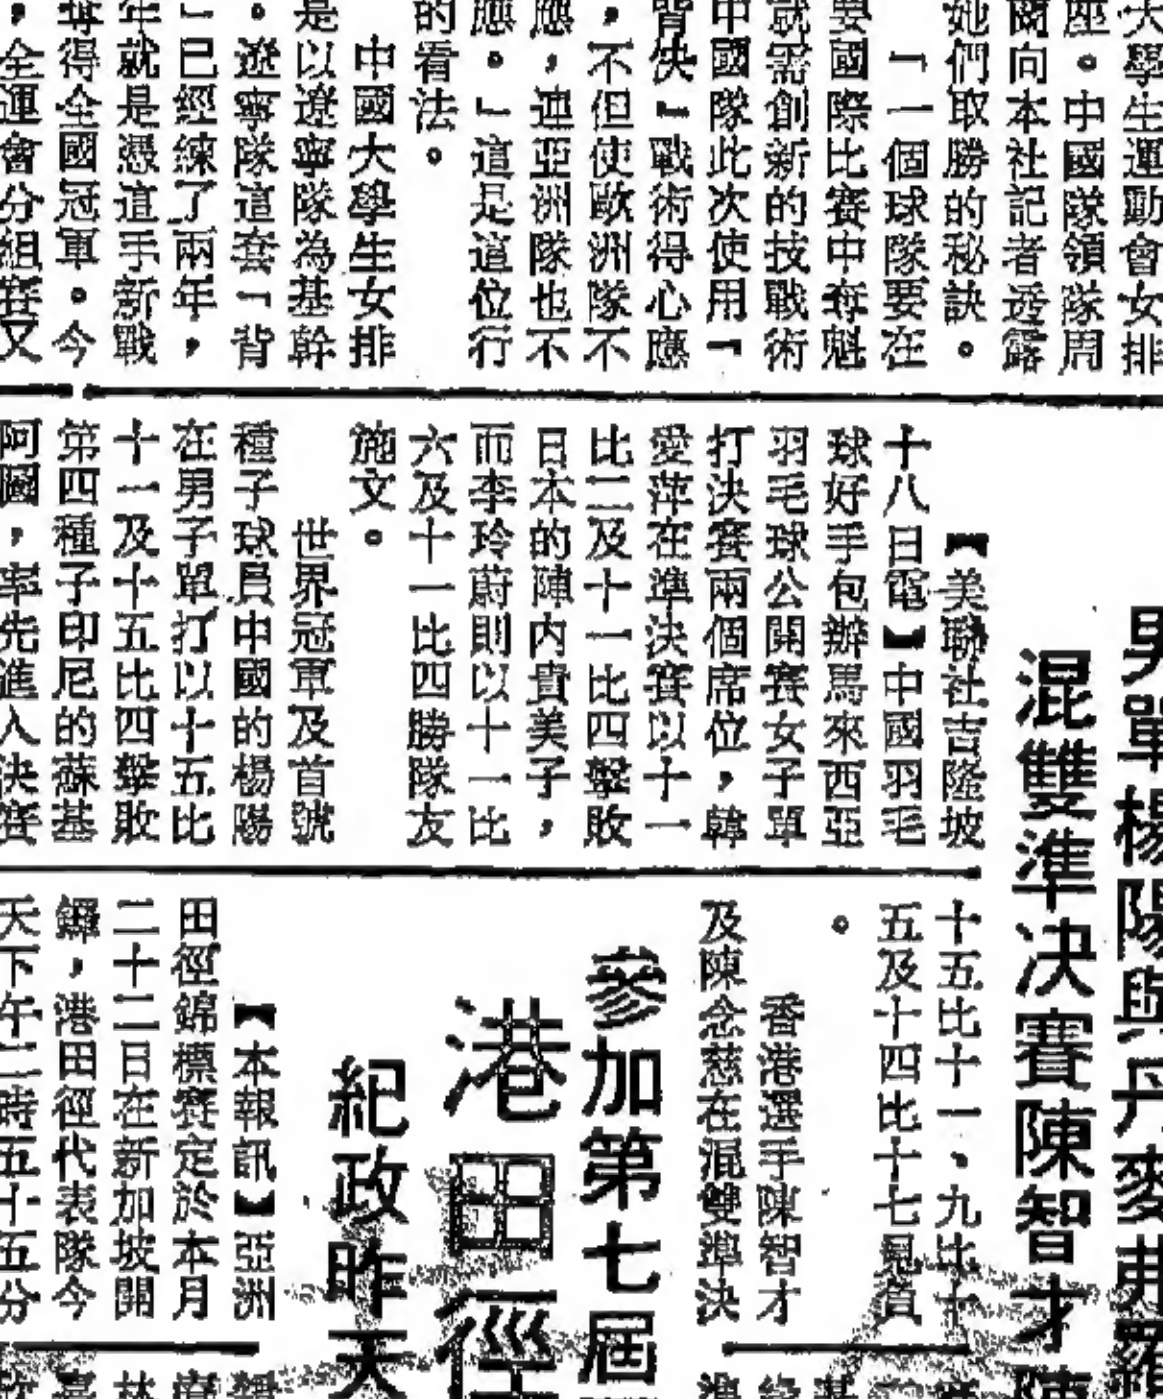 大學生運動會女排
座。中國隊領隊周
蘭向本社記者透露
她們取勝的秘訣。
「一個球隊要在
要國際比賽中奪魁
就需創新的技戰術
中國隊此次使用「
背快」戰術得心應
，不但使歐洲隊不
應，連亞洲隊也不
應。」這是這位行
的看法。
中國大學生女排
是以遼寧隊為基幹
。遼寧隊這套「背
」已經練了兩年，
年就是憑這手新戰
奪得全國冠軍。今
，全運會分組賽又
男單楊陽與丹麥弗羅
混雙準決賽陳智才陳
【美聯社吉隆坡
十八日電】中國羽毛
球好手包辦馬來西亞
羽毛球公開賽女子單
打決賽兩個席位，韓
愛萍在準決賽以十一
比二及十一比四擊敗
日本的陣內貴美子，
而李玲蔚則以十一比
六及十一比四勝隊友
施文。
世界冠軍及首號
種子球員中國的楊陽
在男子單打以十五比
十一及十五比四擊敗
第四種子印尼的蘇基
阿圖，率先進入決賽
十五比十一、九比十
五及十四比十七見負
。
香港選手陳智才
及陳念慈在混雙準決
參加第七屆
港田徑
紀政昨天
【本報訊】亞洲
田徑錦標賽定於本月
二十二日在新加坡開
鑼，港田徑代表隊今
天下午二時五十五分